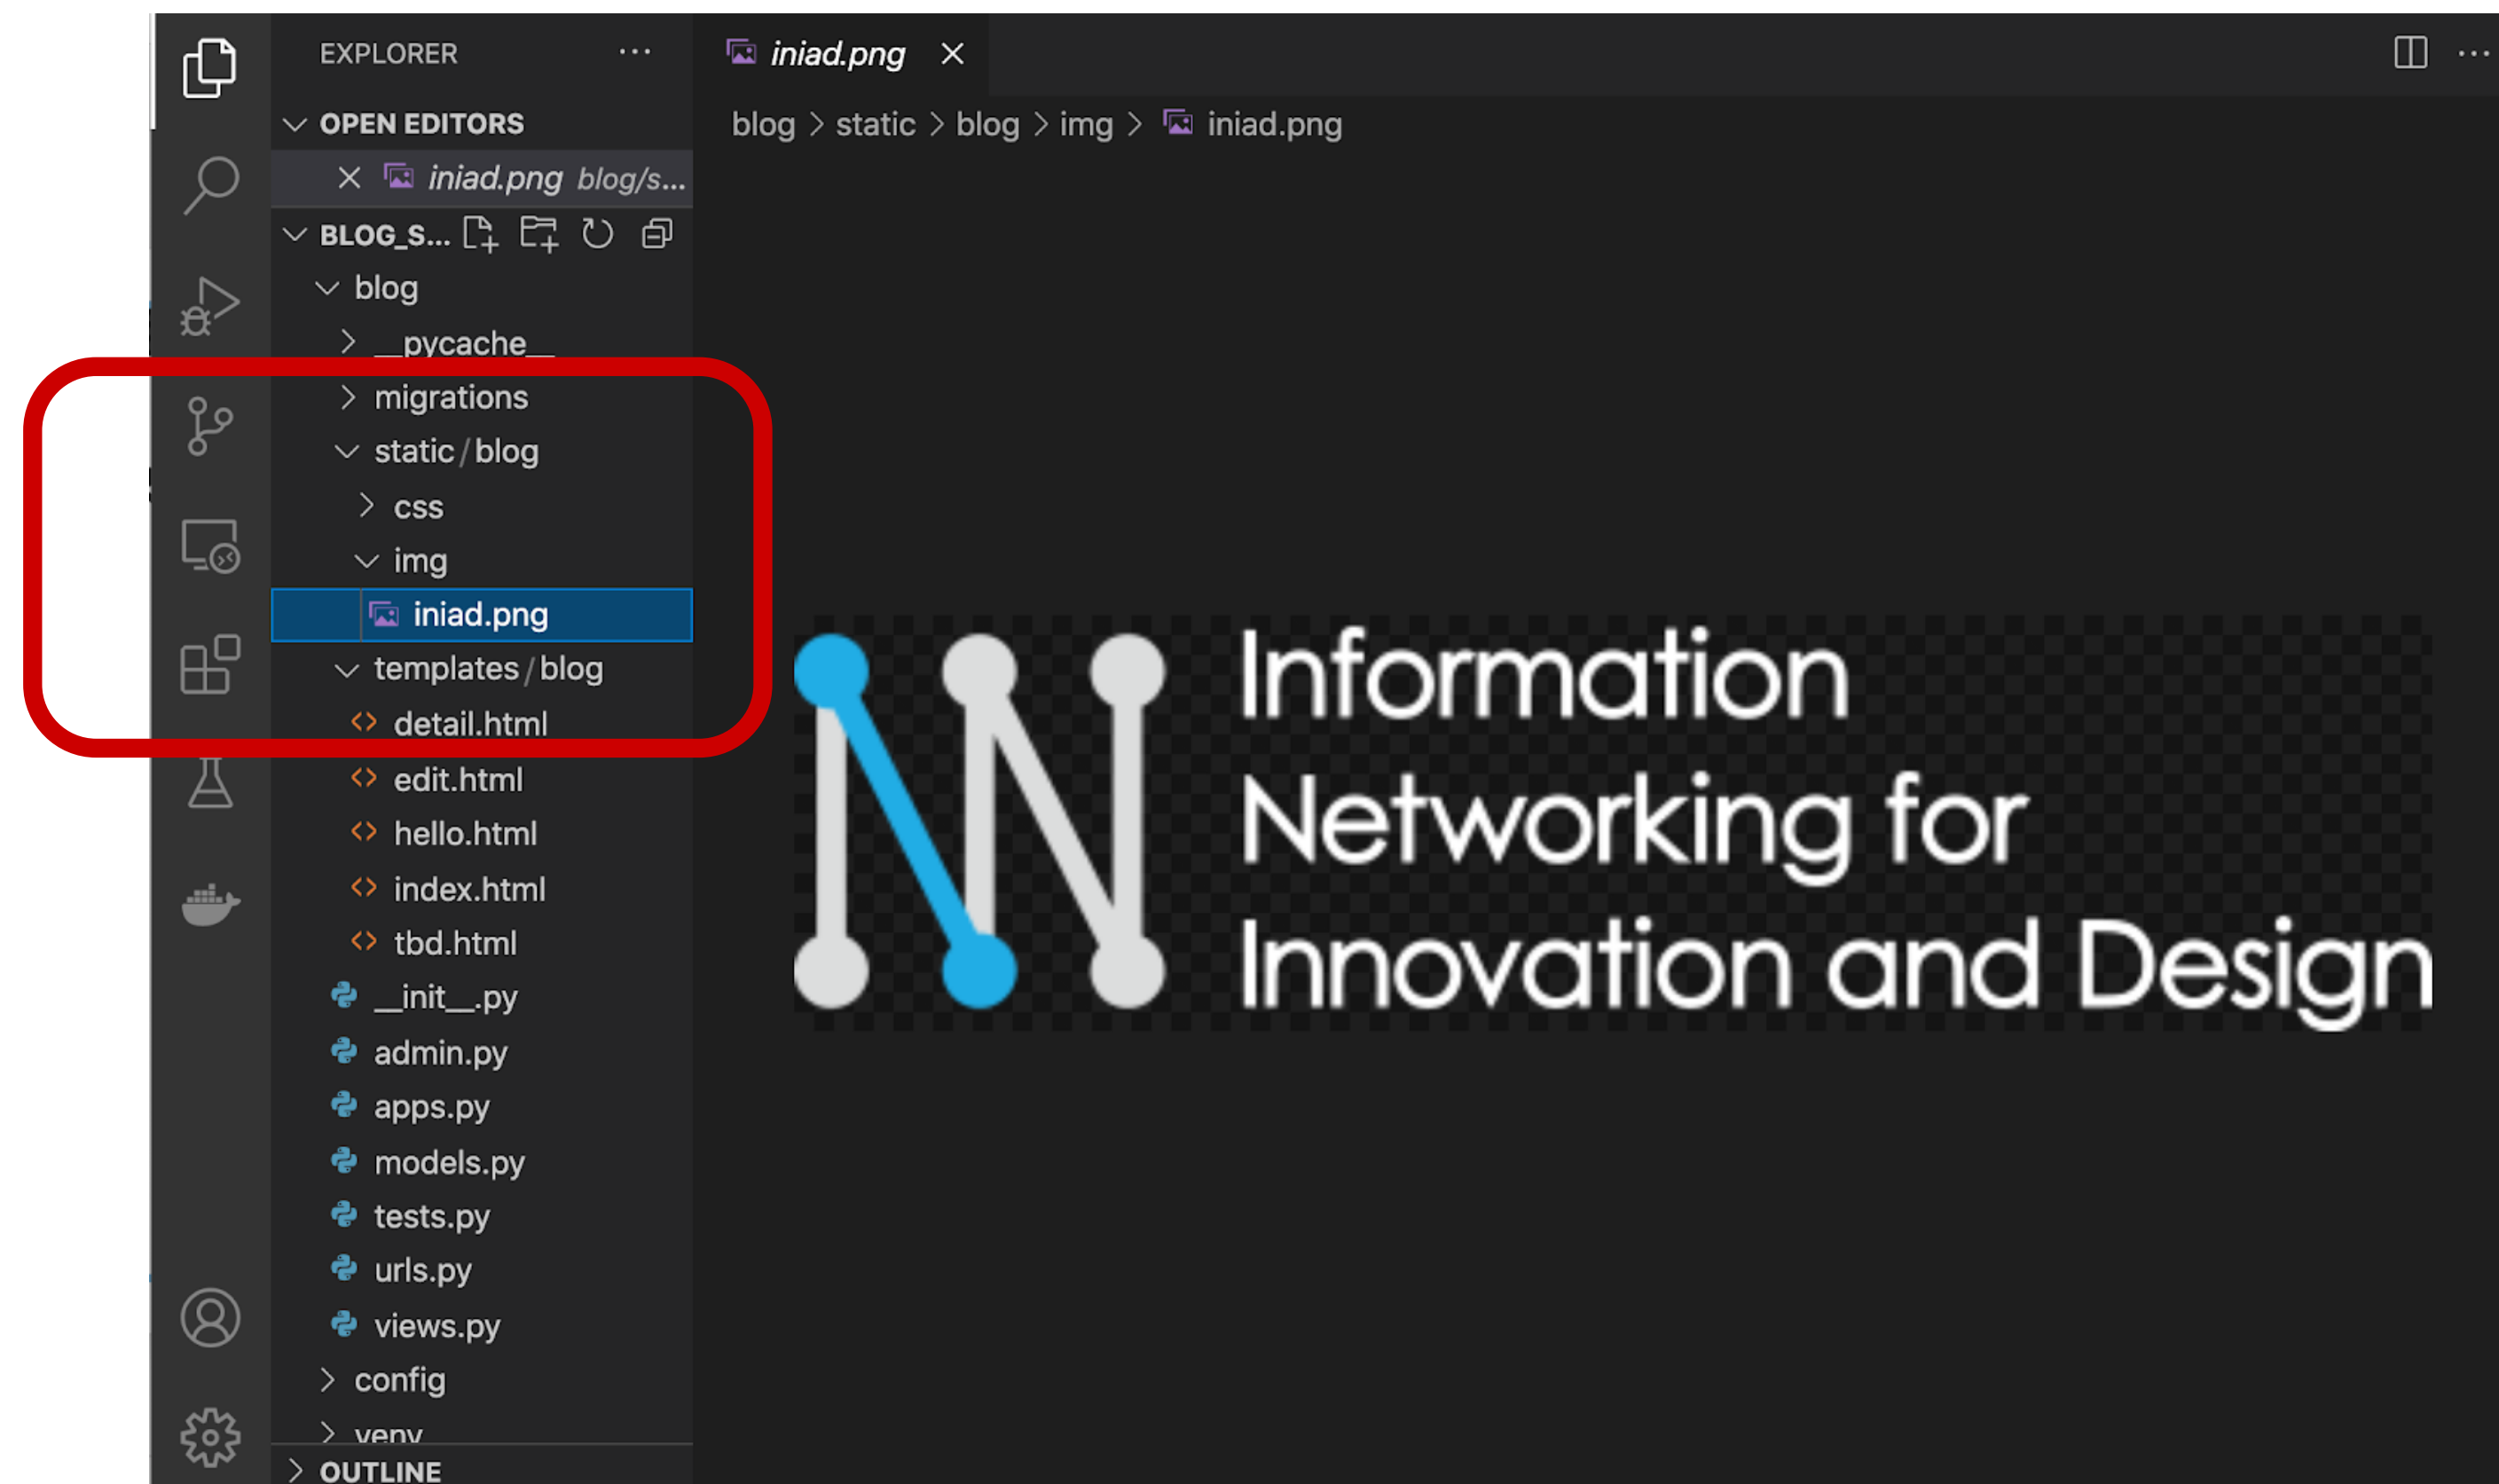 EXPLORER
OPEN EDITORS
iniad.png blog/s...
BLOG_S...
blog
__pycache__
migrations
static/blog
css
img
iniad.png
templates/blog
detail.html
edit.html
hello.html
index.html
tbd.html
__init__.py
admin.py
apps.py
models.py
tests.py
urls.py
views.py
config
venv
OUTLINE
iniad.png
blog > static > blog > img > iniad.png
Information
Networking for
Innovation and Design